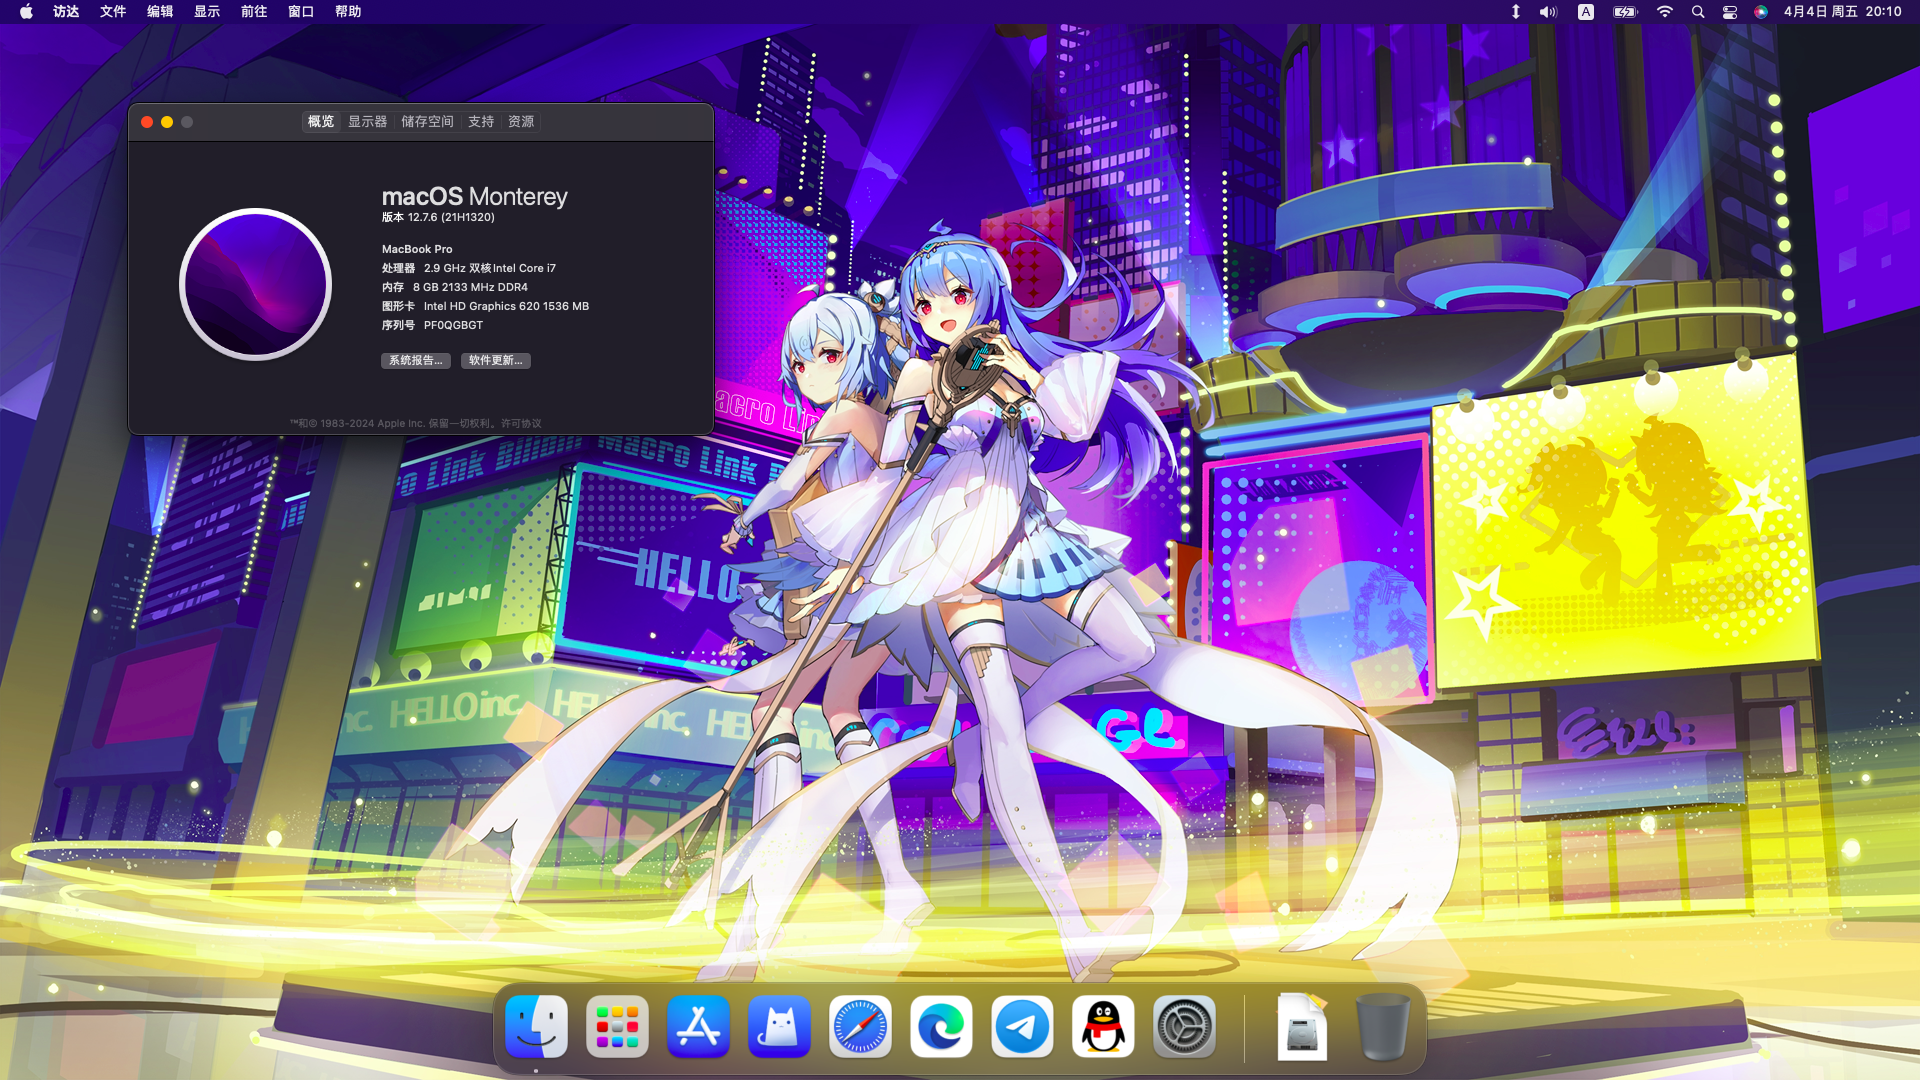 访达 文件 编辑 显示 前往 窗口 帮助
A
4月4日 周五 20:10
概览 显示器 储存空间 支持 资源
macOS Monterey
版本 12.7.6 (21H1320)
MacBook Pro
处理器 2.9 GHz 双核Intel Core i7
内存 8 GB 2133 MHz DDR4
图形卡 Intel HD Graphics 620 1536 MB
序列号 PF0QGBGT
系统报告... 软件更新...
™和© 1983-2024 Apple Inc. 保留一切权利。许可协议
Macro Link
Link Billion Macro Link
HELLO
HELLO inc.
GL